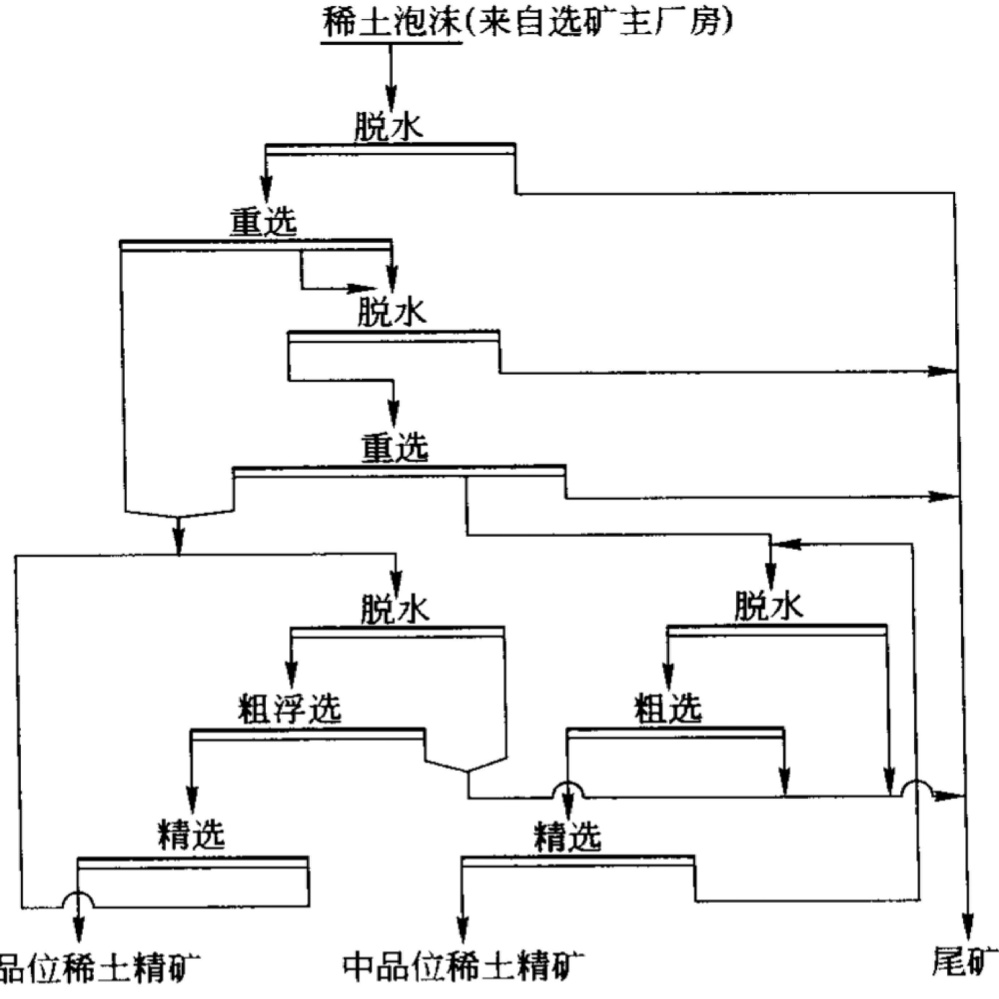 稀土泡沫(来自选矿主厂房)
脱水
重选
脱水
重选
脱水
脱水
粗浮选
粗选
精选
精选
品位稀土精矿
中品位稀土精矿
尾矿